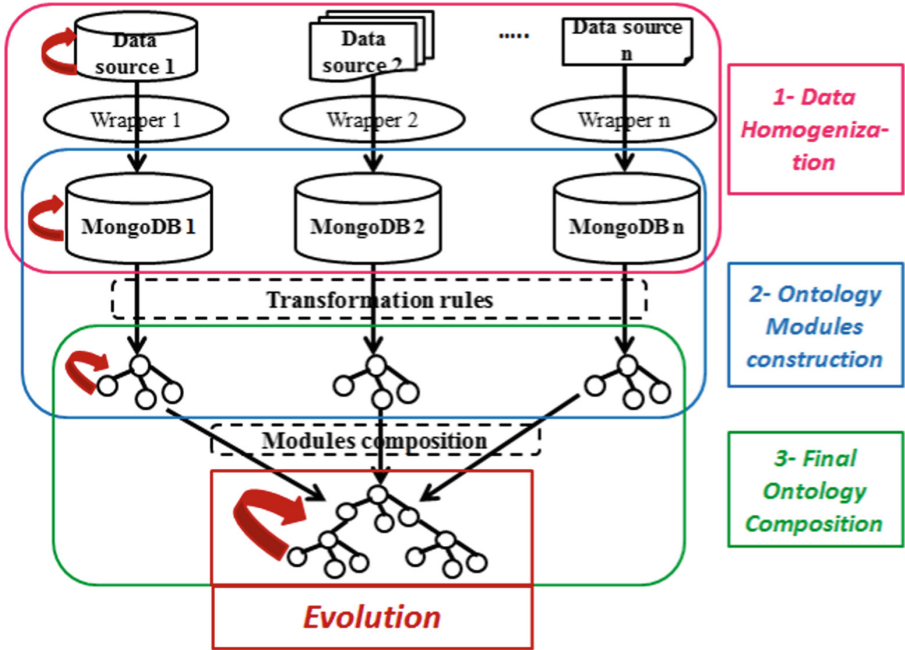 Data
source 1
Data
source 2
.....
Data source
n
Wrapper 1
Wrapper 2
Wrapper n
1- Data
Homogeniza-
tion
MongoDB 1
MongoDB 2
MongoDB n
Transformation rules
2- Ontology
Modules
construction
Modules composition
3- Final
Ontology
Composition
Evolution